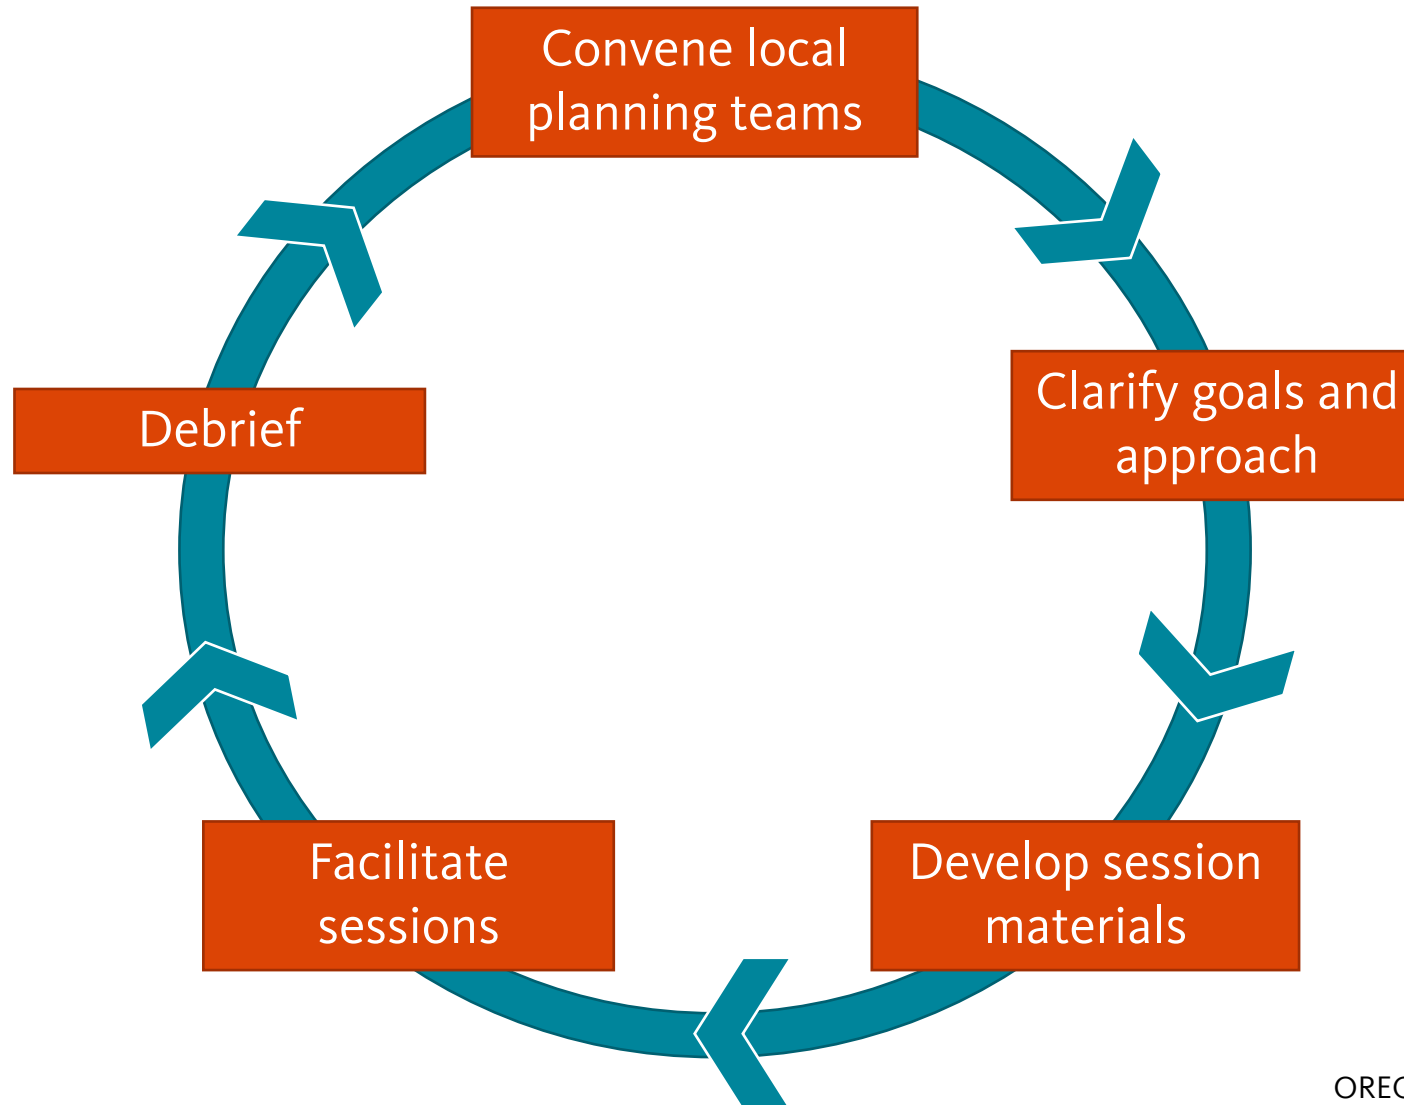 Convene local
planning teams
Clarify goals and
approach
Develop session
materials
Facilitate
sessions
Debrief